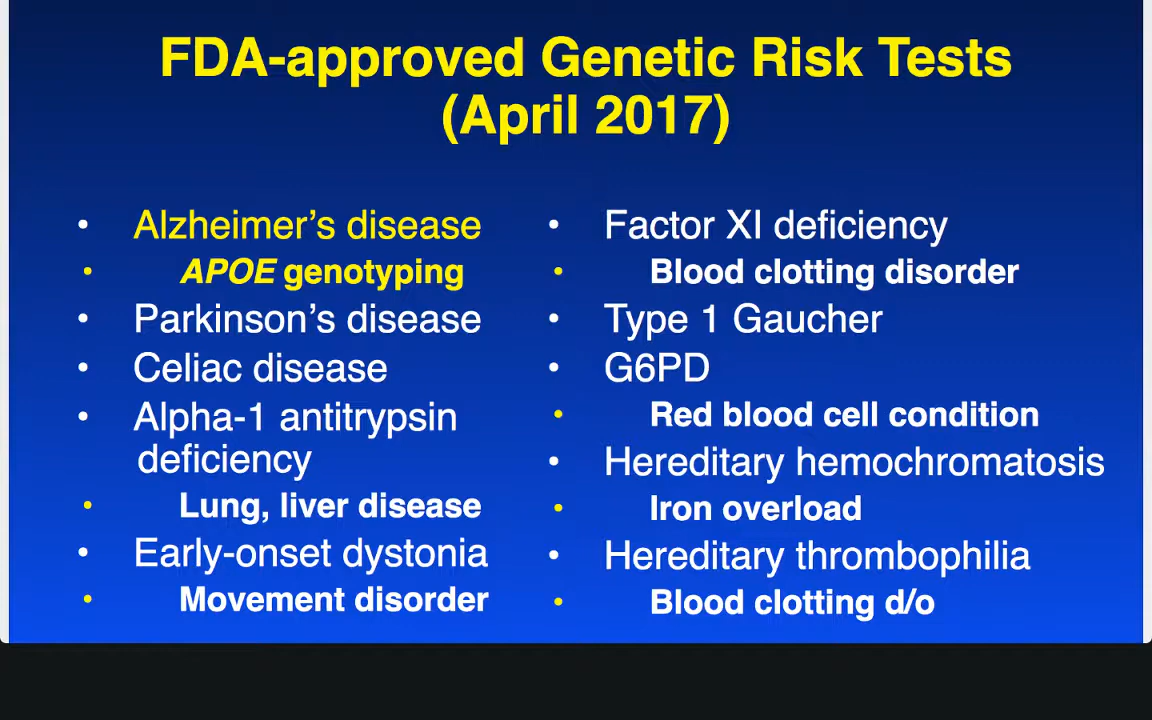 FDA-approved Genetic Risk Tests
(April 2017)
• Alzheimer’s disease
• APOE genotyping
• Parkinson’s disease
• Celiac disease
• Alpha-1 antitrypsin
deficiency
• Lung, liver disease
• Early-onset dystonia
• Movement disorder
• Factor XI deficiency
• Blood clotting disorder
• Type 1 Gaucher
• G6PD
• Red blood cell condition
• Hereditary hemochromatosis
• Iron overload
• Hereditary thrombophilia
• Blood clotting d/o